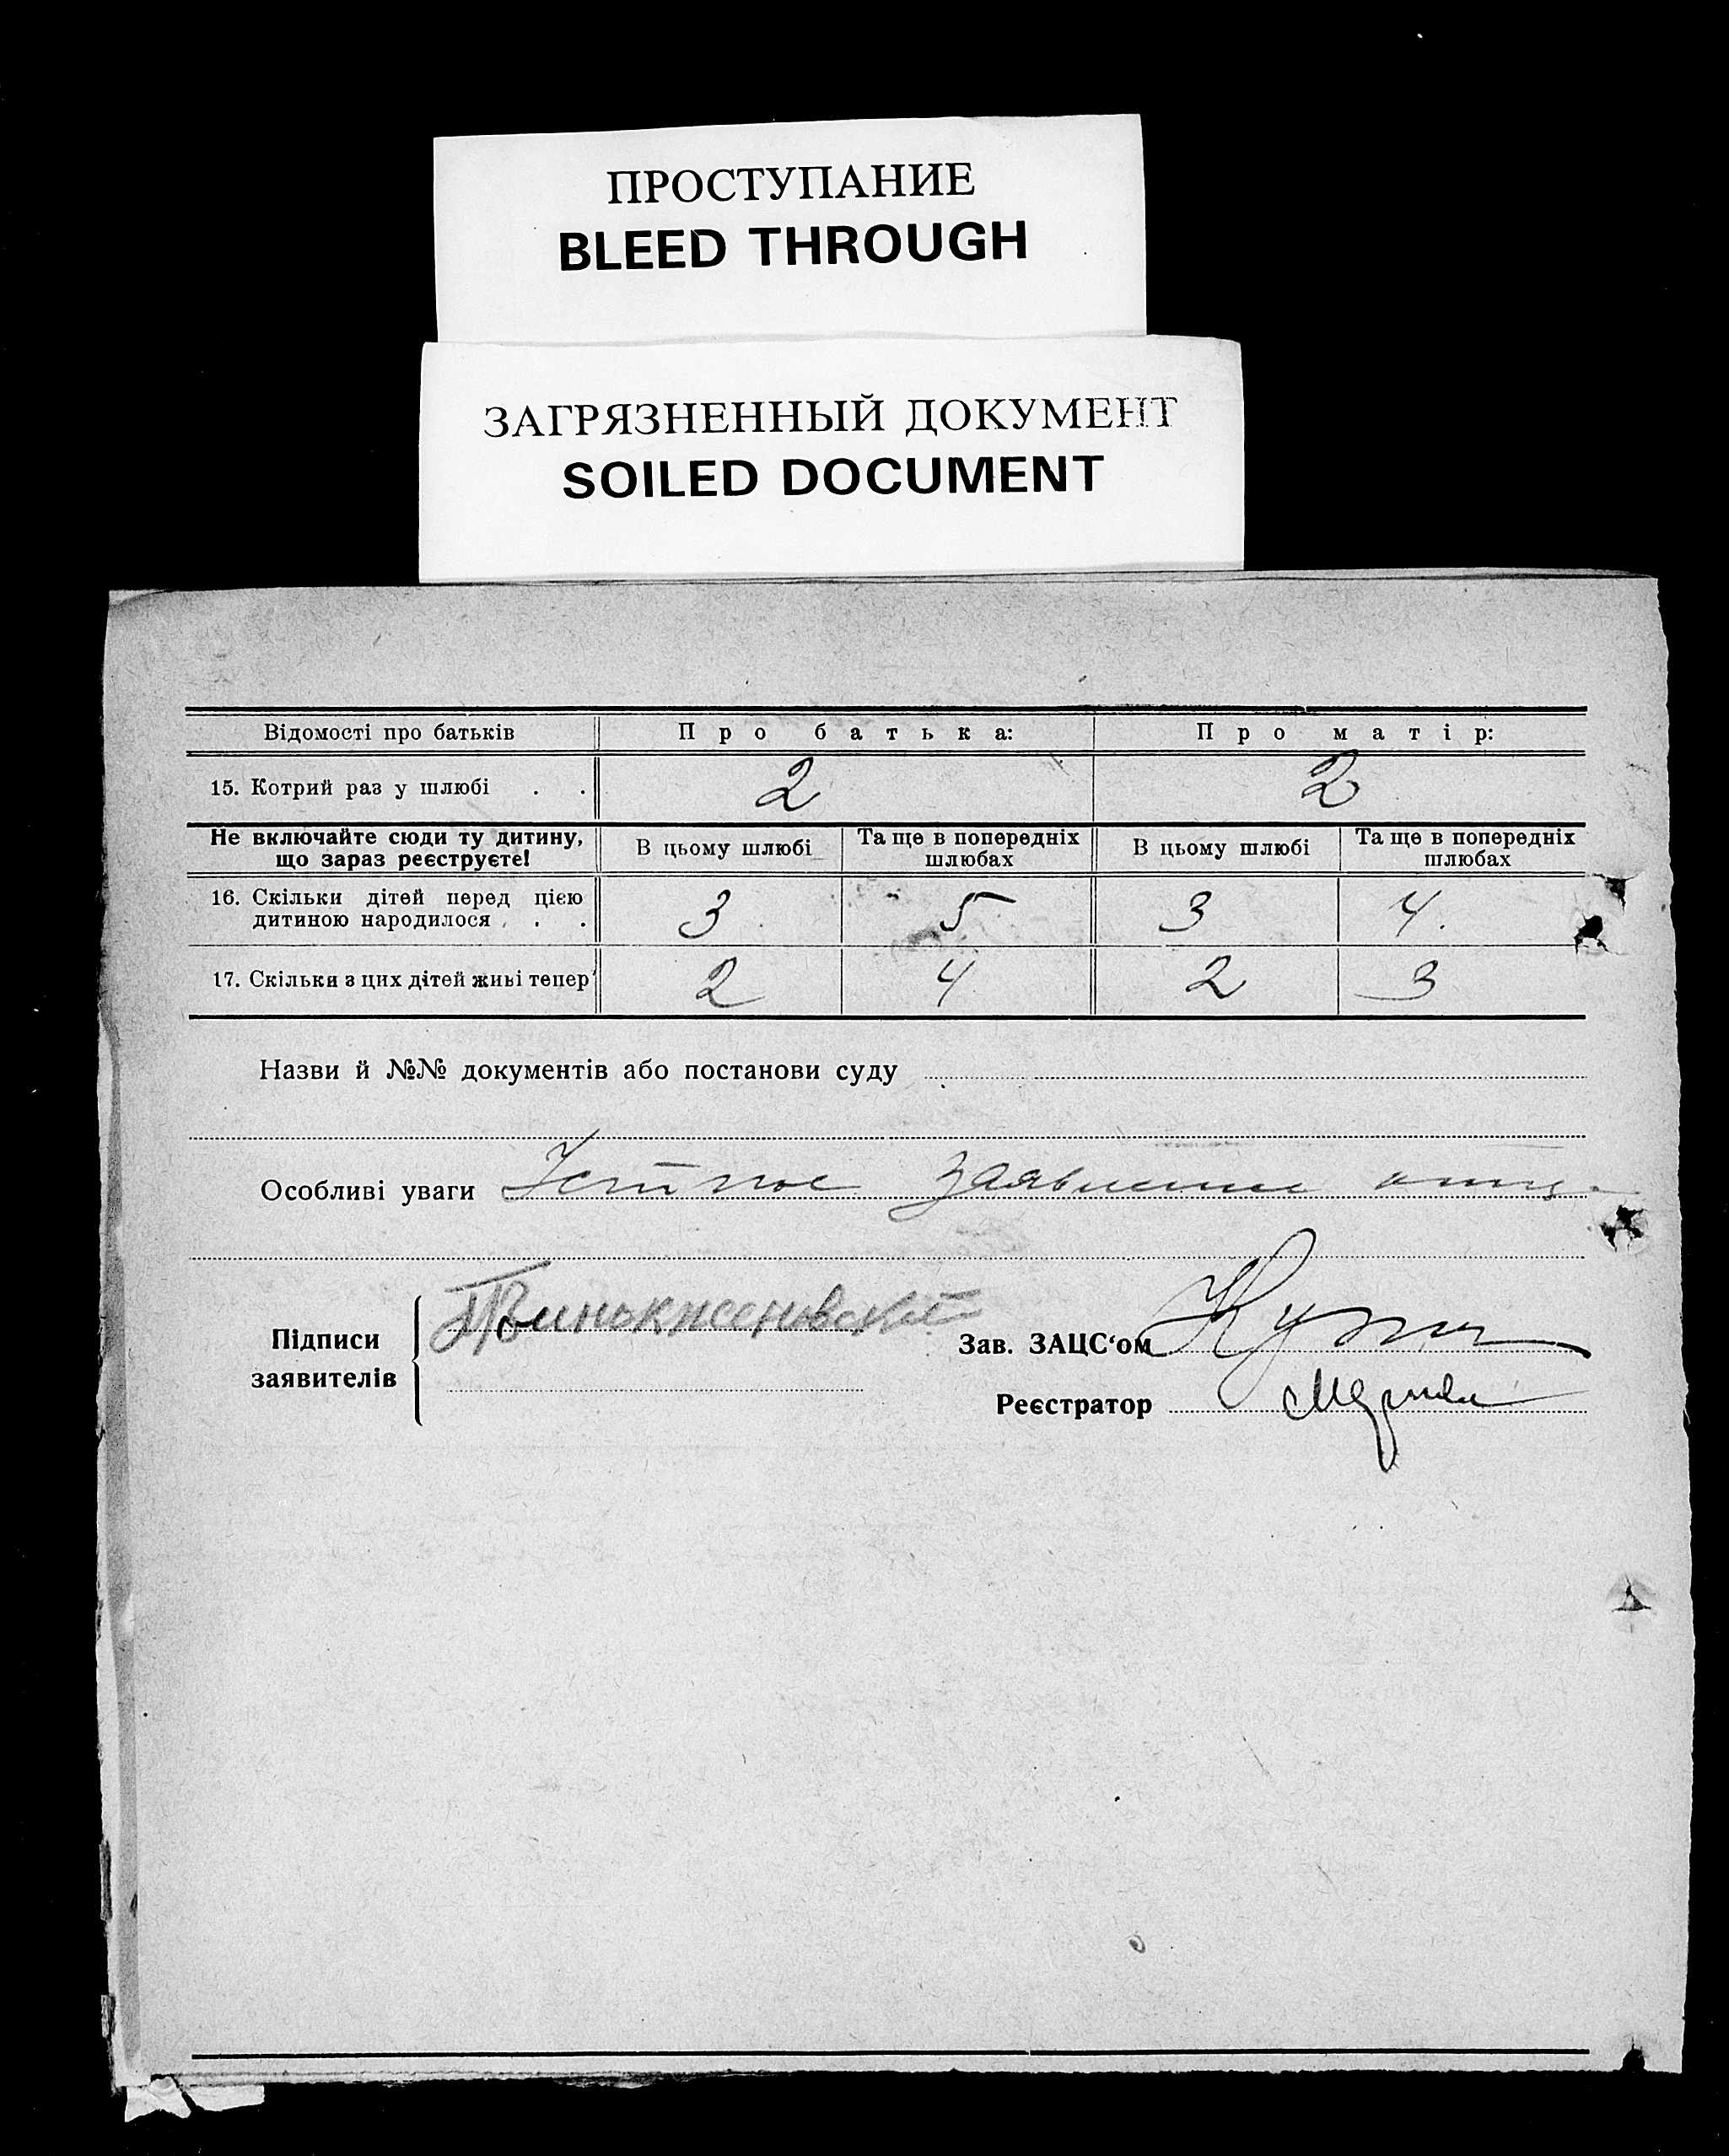 ПРОСТУПАНИЕ
BLEED THROUGH
ЗАГРЯЗНЕННЫЙ ДОКУМЕНТ
SOILED DOCUMENT
Відомості про батьків Про батька: Про матір:
15. Котрий раз у шлюбі . . 2 2
Не включайте сюди ту дитину, що зараз реєструєте! В цьому шлюбі Та ще в попередніх шлюбах В цьому шлюбі Та ще в попередніх шлюбах
16. Скільки дітей перед цією
дитиною народилося . . . 3 5 3 4.
17. Скільки з цих дітей живі тепер 2 4 2 3
Назви й №№ документів або постанови суду
Особливі уваги Устное заявление отца
Підписи
заявителів
Зав. ЗАЦС‘ом
Реєстратор